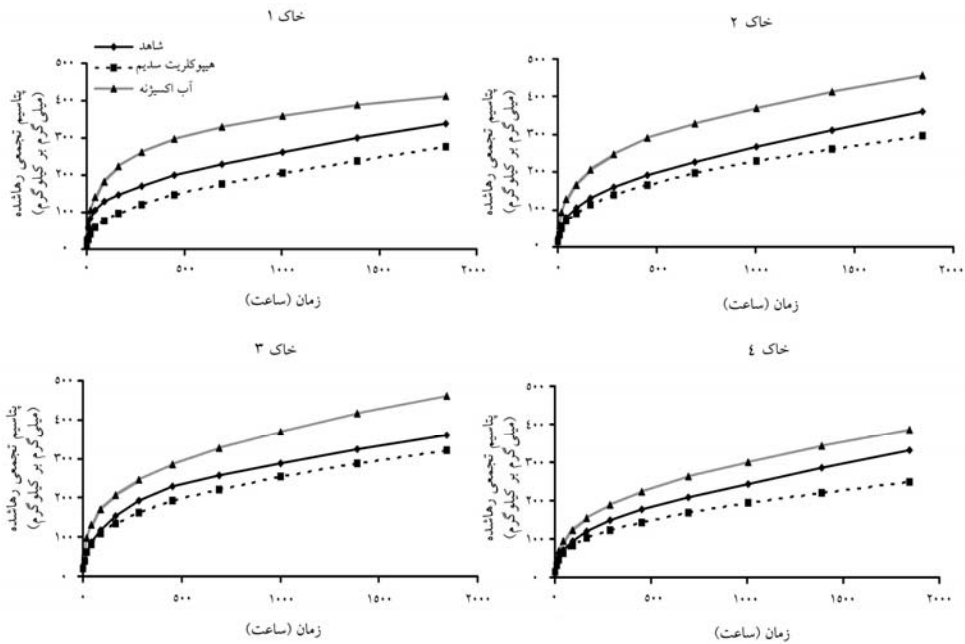 خاک ۱
شاهد
هیپوکلریت سدیم
آب اکسیژنه
پتاسیم تجمعی رهاشده
(میلی گرم بر کیلوگرم)
۵۰۰
۴۰۰
۳۰۰
۲۰۰
۱۰۰
۰
۰ ۵۰۰ ۱۰۰۰ ۱۵۰۰ ۲۰۰۰
زمان (ساعت)
خاک ۲
پتاسیم تجمعی رهاشده
(میلی گرم بر کیلوگرم)
۵۰۰
۴۰۰
۳۰۰
۲۰۰
۱۰۰
۰
۰ ۵۰۰ ۱۰۰۰ ۱۵۰۰ ۲۰۰۰
زمان (ساعت)
خاک ۳
پتاسیم تجمعی رهاشده
(میلی گرم بر کیلوگرم)
۵۰۰
۴۰۰
۳۰۰
۲۰۰
۱۰۰
۰
۰ ۵۰۰ ۱۰۰۰ ۱۵۰۰ ۲۰۰۰
زمان (ساعت)
خاک ٤
پتاسیم تجمعی رهاشده
(میلی گرم بر کیلوگرم)
۵۰۰
۴۰۰
۳۰۰
۲۰۰
۱۰۰
۰
۰ ۵۰۰ ۱۰۰۰ ۱۵۰۰ ۲۰۰۰
زمان (ساعت)